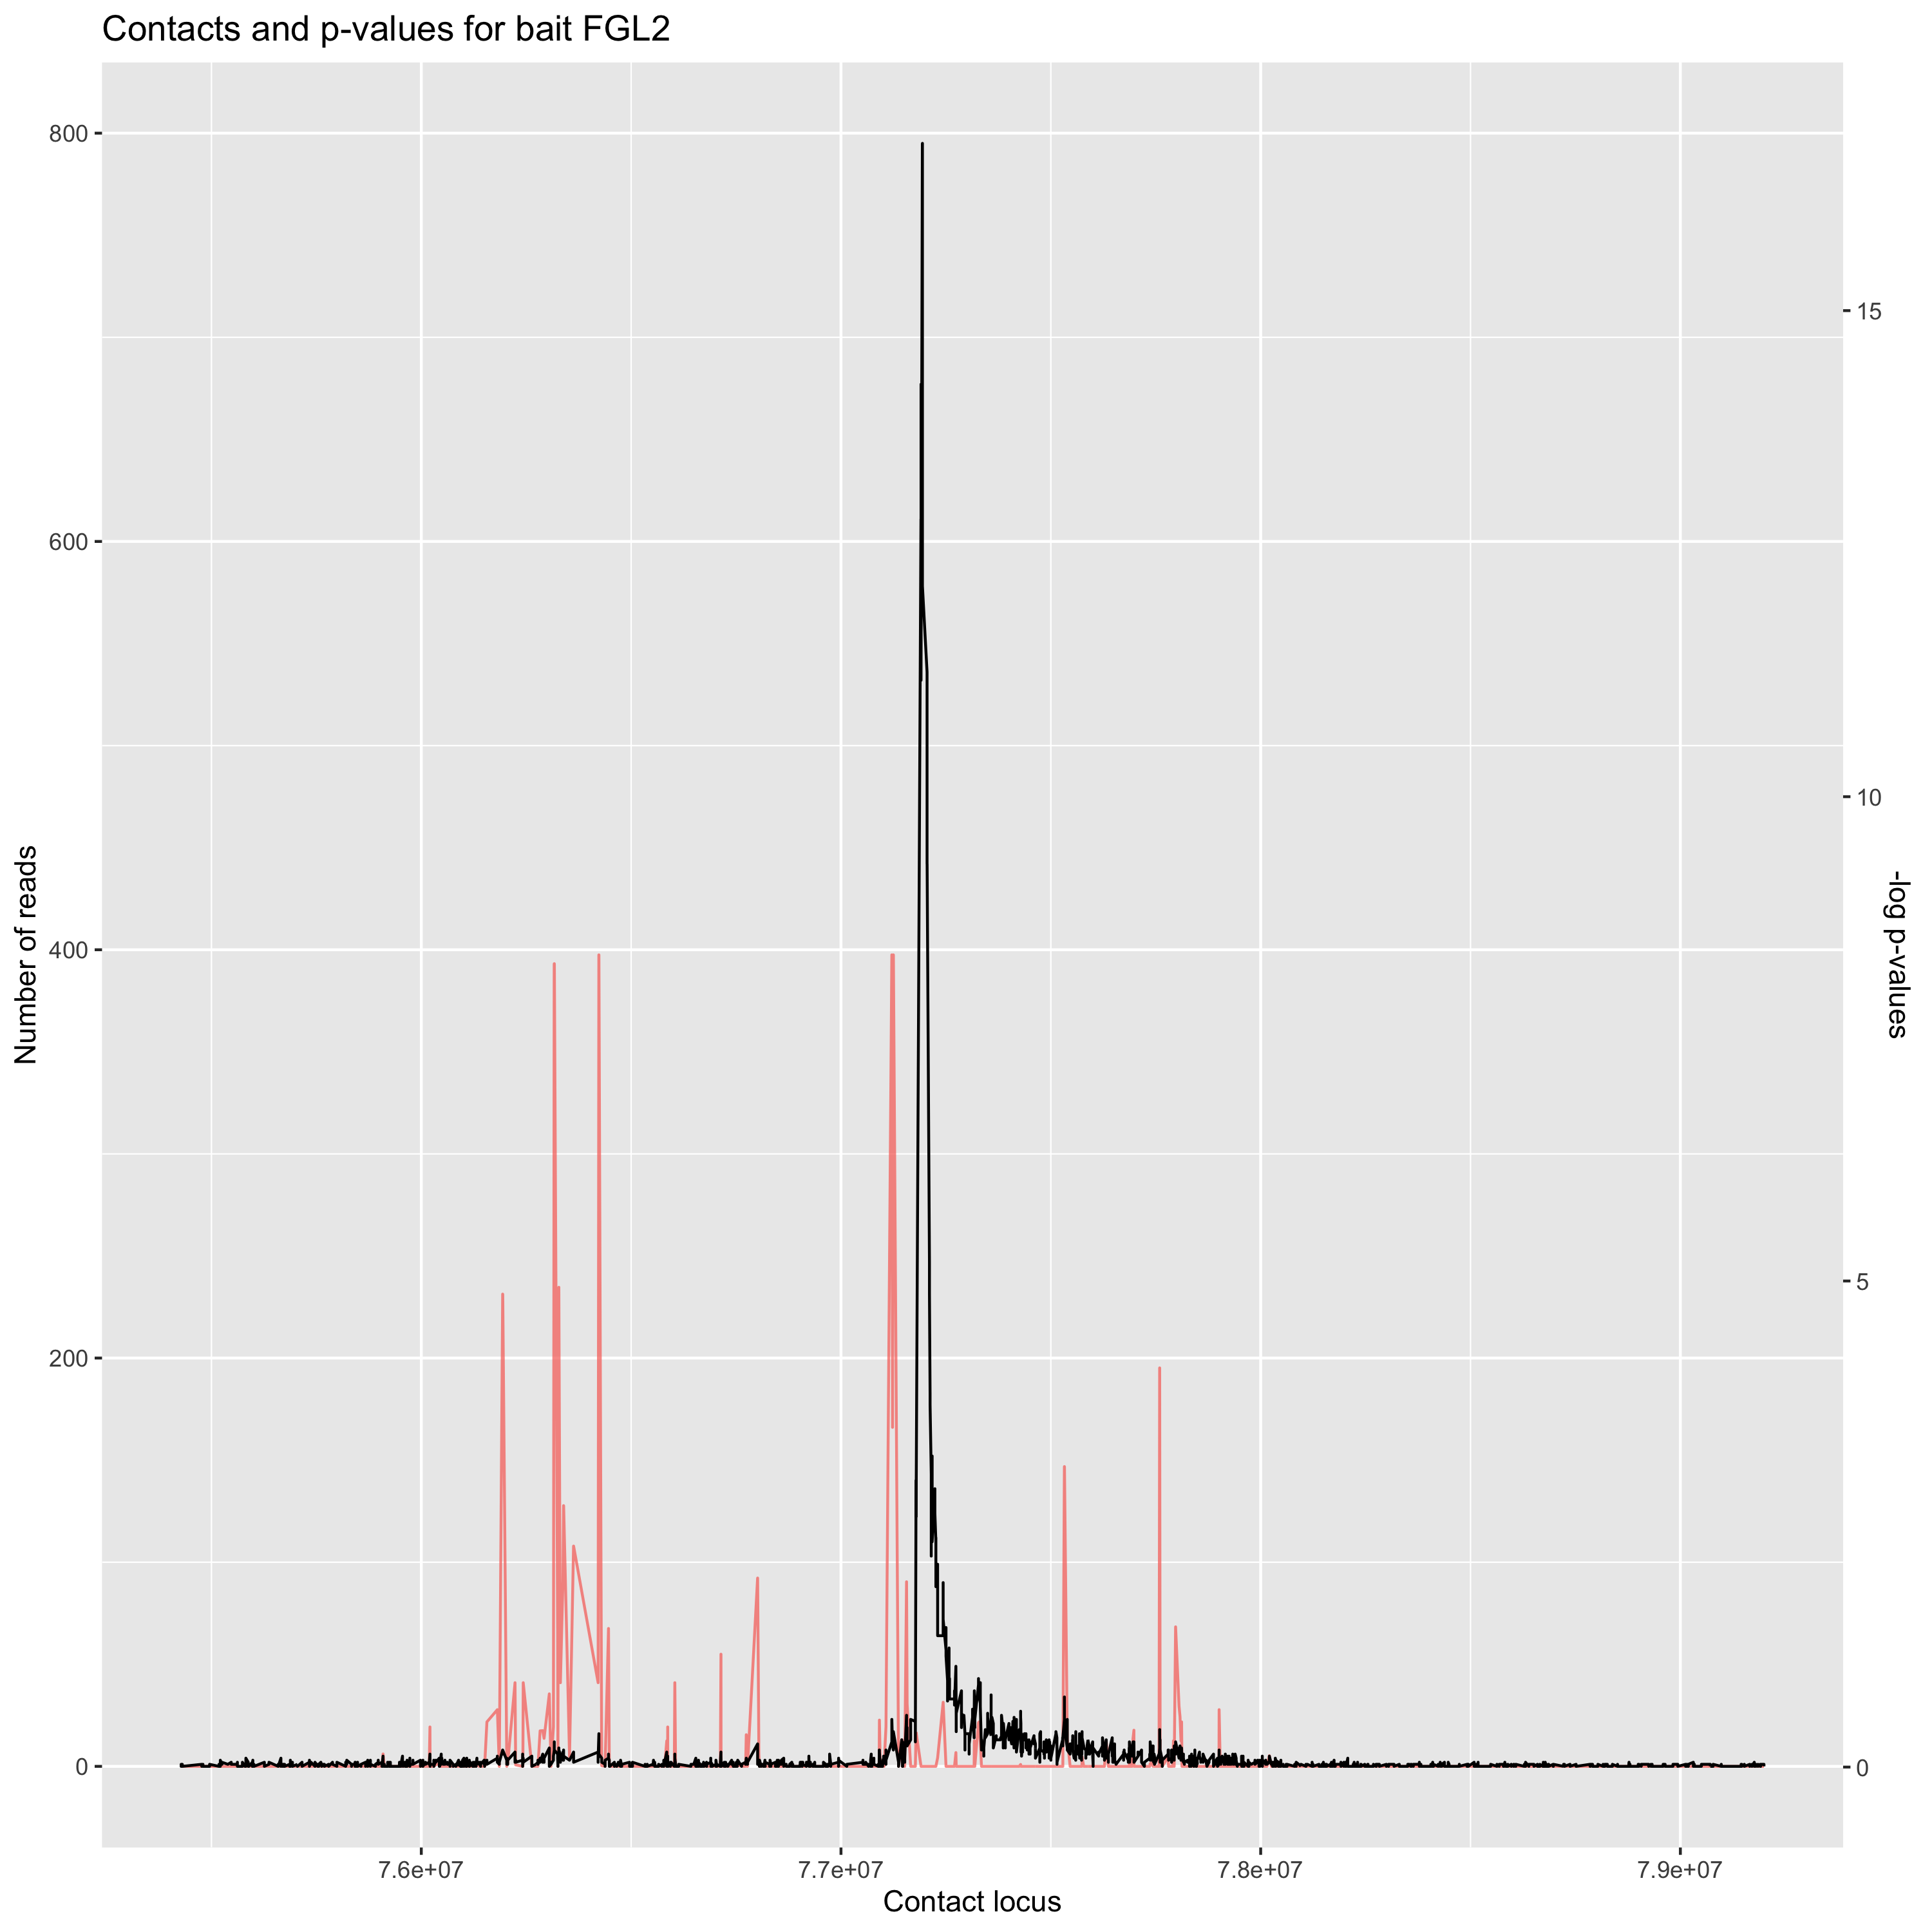 Contacts and p-values for bait FGL2
800
600
400
200
0
Number of reads
15
10
5
0
-log p-values
7.6e+07
7.7e+07
7.8e+07
7.9e+07
Contact locus